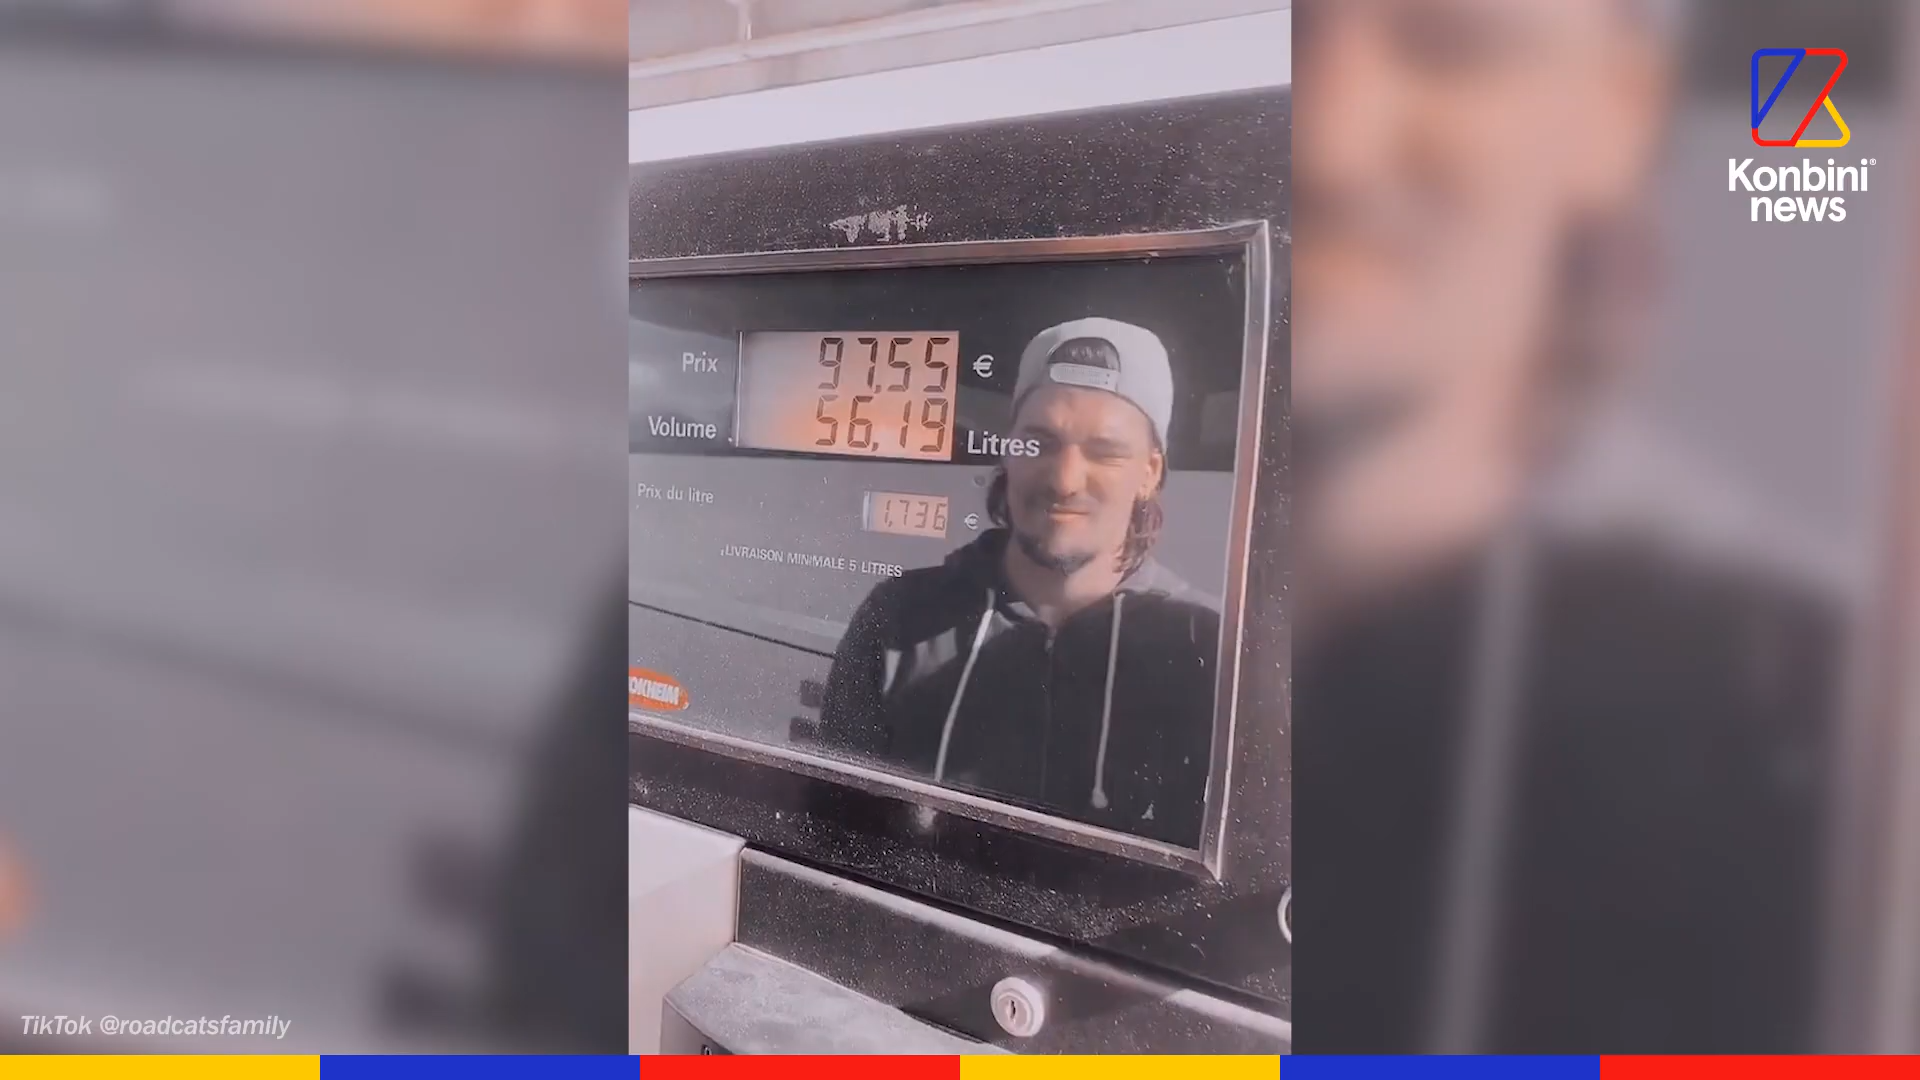 Konbini
news
Prix 97,55 €
Volume 56,19 Litres
Prix du litre 1,736 €
LIVRAISON MINIMALE 5 LITRES
OKHEIM
TikTok @roadcatsfamily